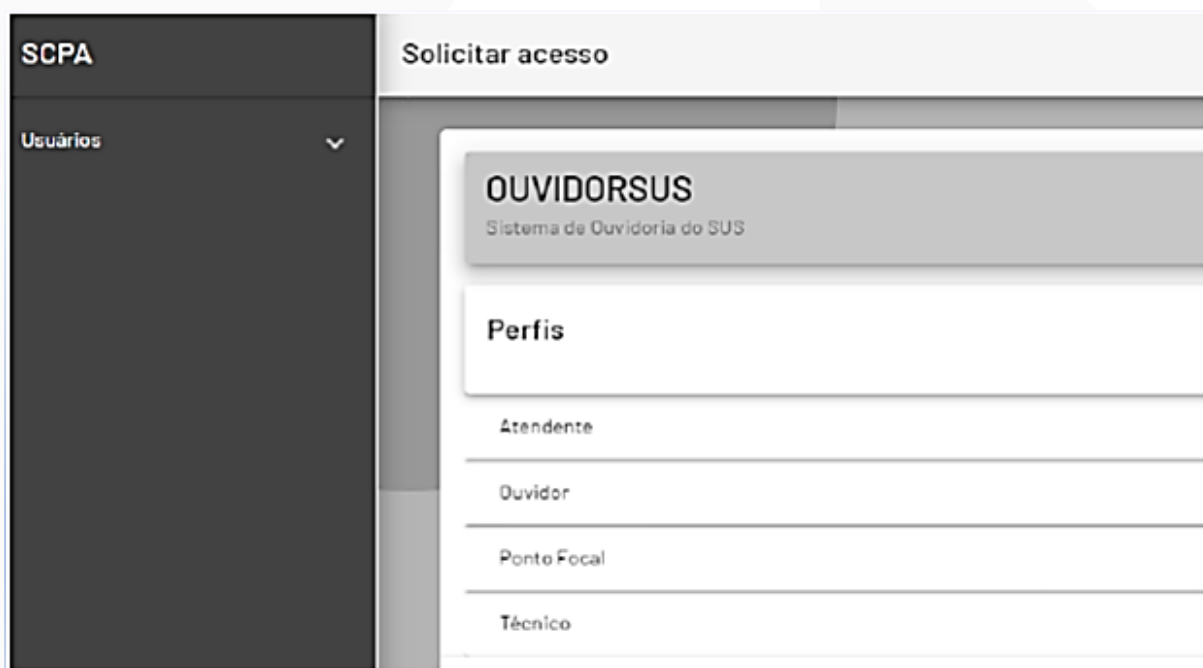 SCPA
Solicitar acesso
Usuários
OUVIDORSUS
Sistema de Ouvidoria do SUS
Perfis
Atendente
Ouvidor
Ponto Focal
Técnico